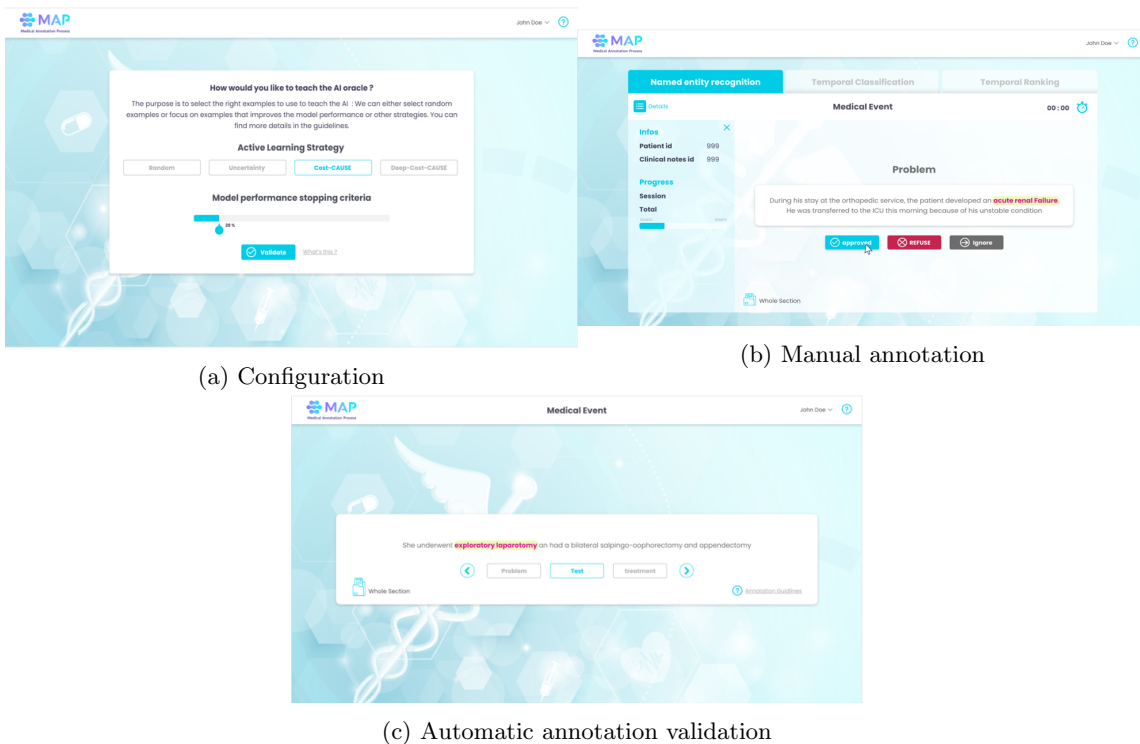 MAP
Medical Annotation Process
John Doe
?
How would you like to teach the AI oracle ?
The purpose is to select the right examples to use to teach the AI : We can either select random
examples or focus on examples that improves the model performance or other strategies. You can
find more details in the guidelines.
Active Learning Strategy
Random Uncertainty Cost-CAUSE Deep-Cost-CAUSE
Model performance stopping criteria
20 %
Validate What's this ?
(a) Configuration
MAP
Medical Annotation Process
John Doe
?
Named entity recognition Temporal Classification Temporal Ranking
Details
Medical Event
00 : 00
Infos
Patient id 999
Clinical notes id 999
Progress
Session
Total
Problem
During his stay at the orthopedic service, the patient developed an acute renal Failure.
He was transferred to the ICU this morning because of his unstable condition
approved REFUSE Ignore
Whole Section
(b) Manual annotation
MAP
Medical Annotation Process
Medical Event
John Doe
?
She underwent exploratory laparotomy an had a bilateral salpingo-oophorectomy and appendectomy
Problem Test treatment
Whole Section
? Annotation Guidlines
(c) Automatic annotation validation